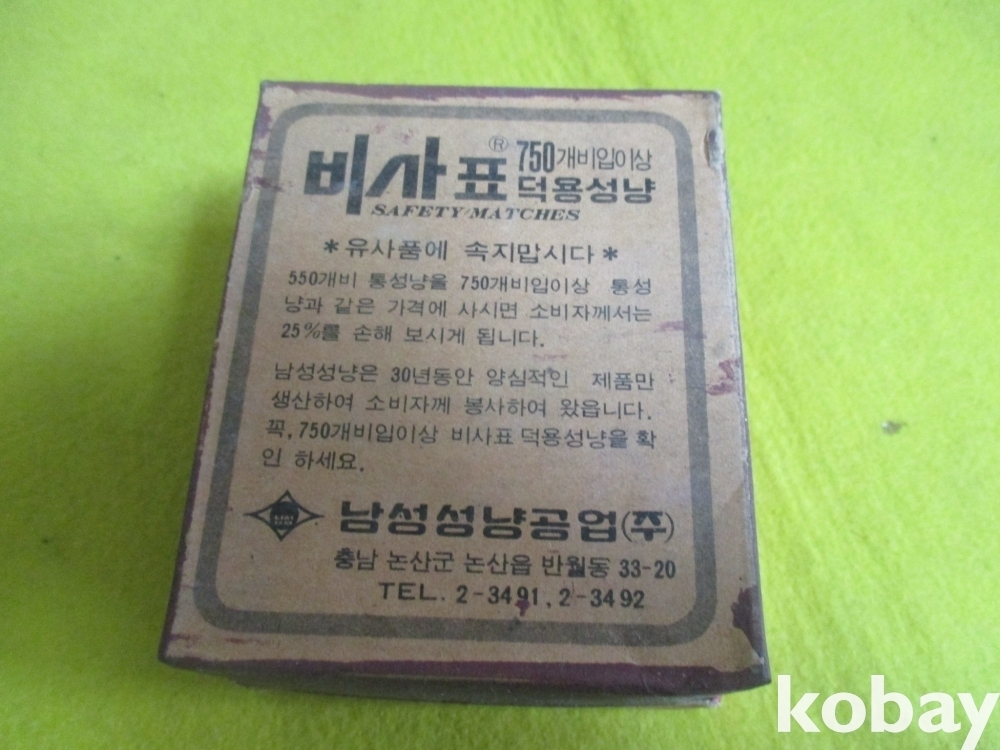 비사표 ® 750개비입이상
덕용성냥
SAFETY MATCHES
*유사품에 속지맙시다*
550개비 통성냥을 750개비입이상 통성
냥과 같은 가격에 사시면 소비자께서는
25%를 손해 보시게 됩니다.
남성성냥은 30년동안 양심적인 제품만
생산하여 소비자께 봉사하여 왔읍니다.
꼭, 750개비입이상 비사표 덕용성냥을 확
인 하세요.
남성성냥공업(주)
충남 논산군 논산읍 반월동 33-20
TEL. 2-3491, 2-3492
kobay